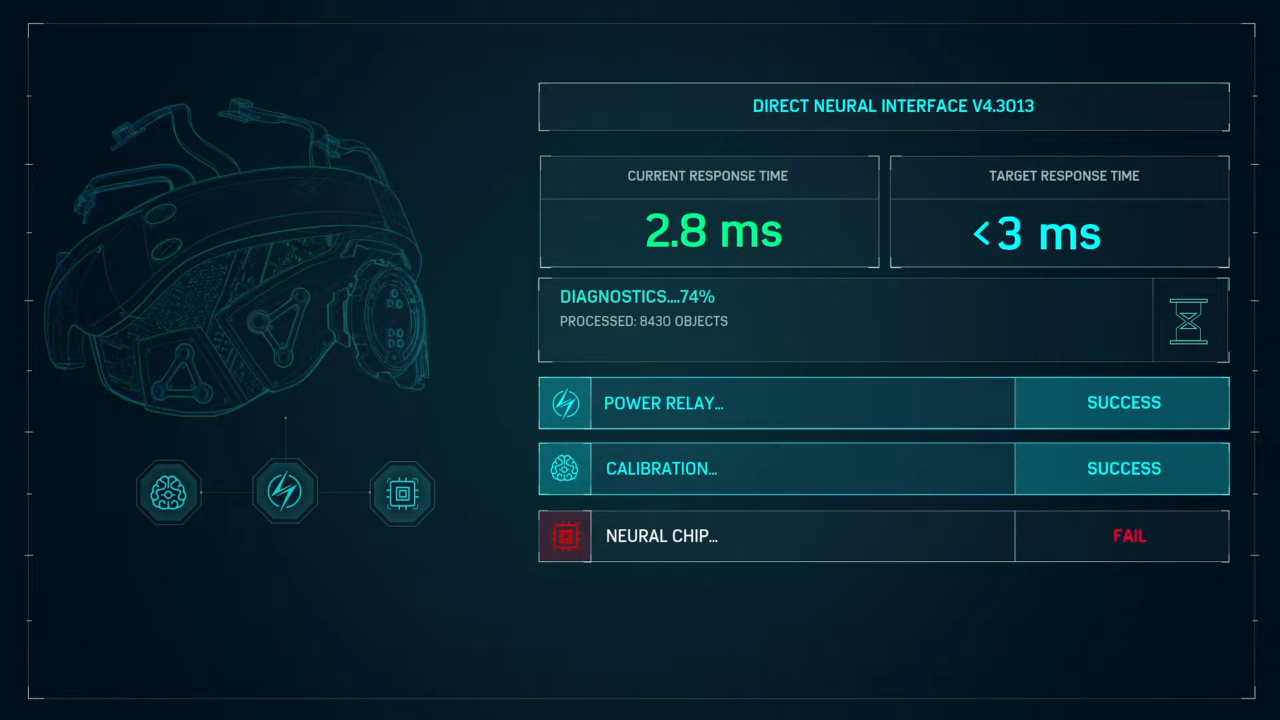 DIRECT NEURAL INTERFACE V4.3013
CURRENT RESPONSE TIME
2.8 ms
TARGET RESPONSE TIME
<3 ms
DIAGNOSTICS....74%
PROCESSED: 8430 OBJECTS
POWER RELAY...
SUCCESS
CALIBRATION...
SUCCESS
NEURAL CHIP...
FAIL